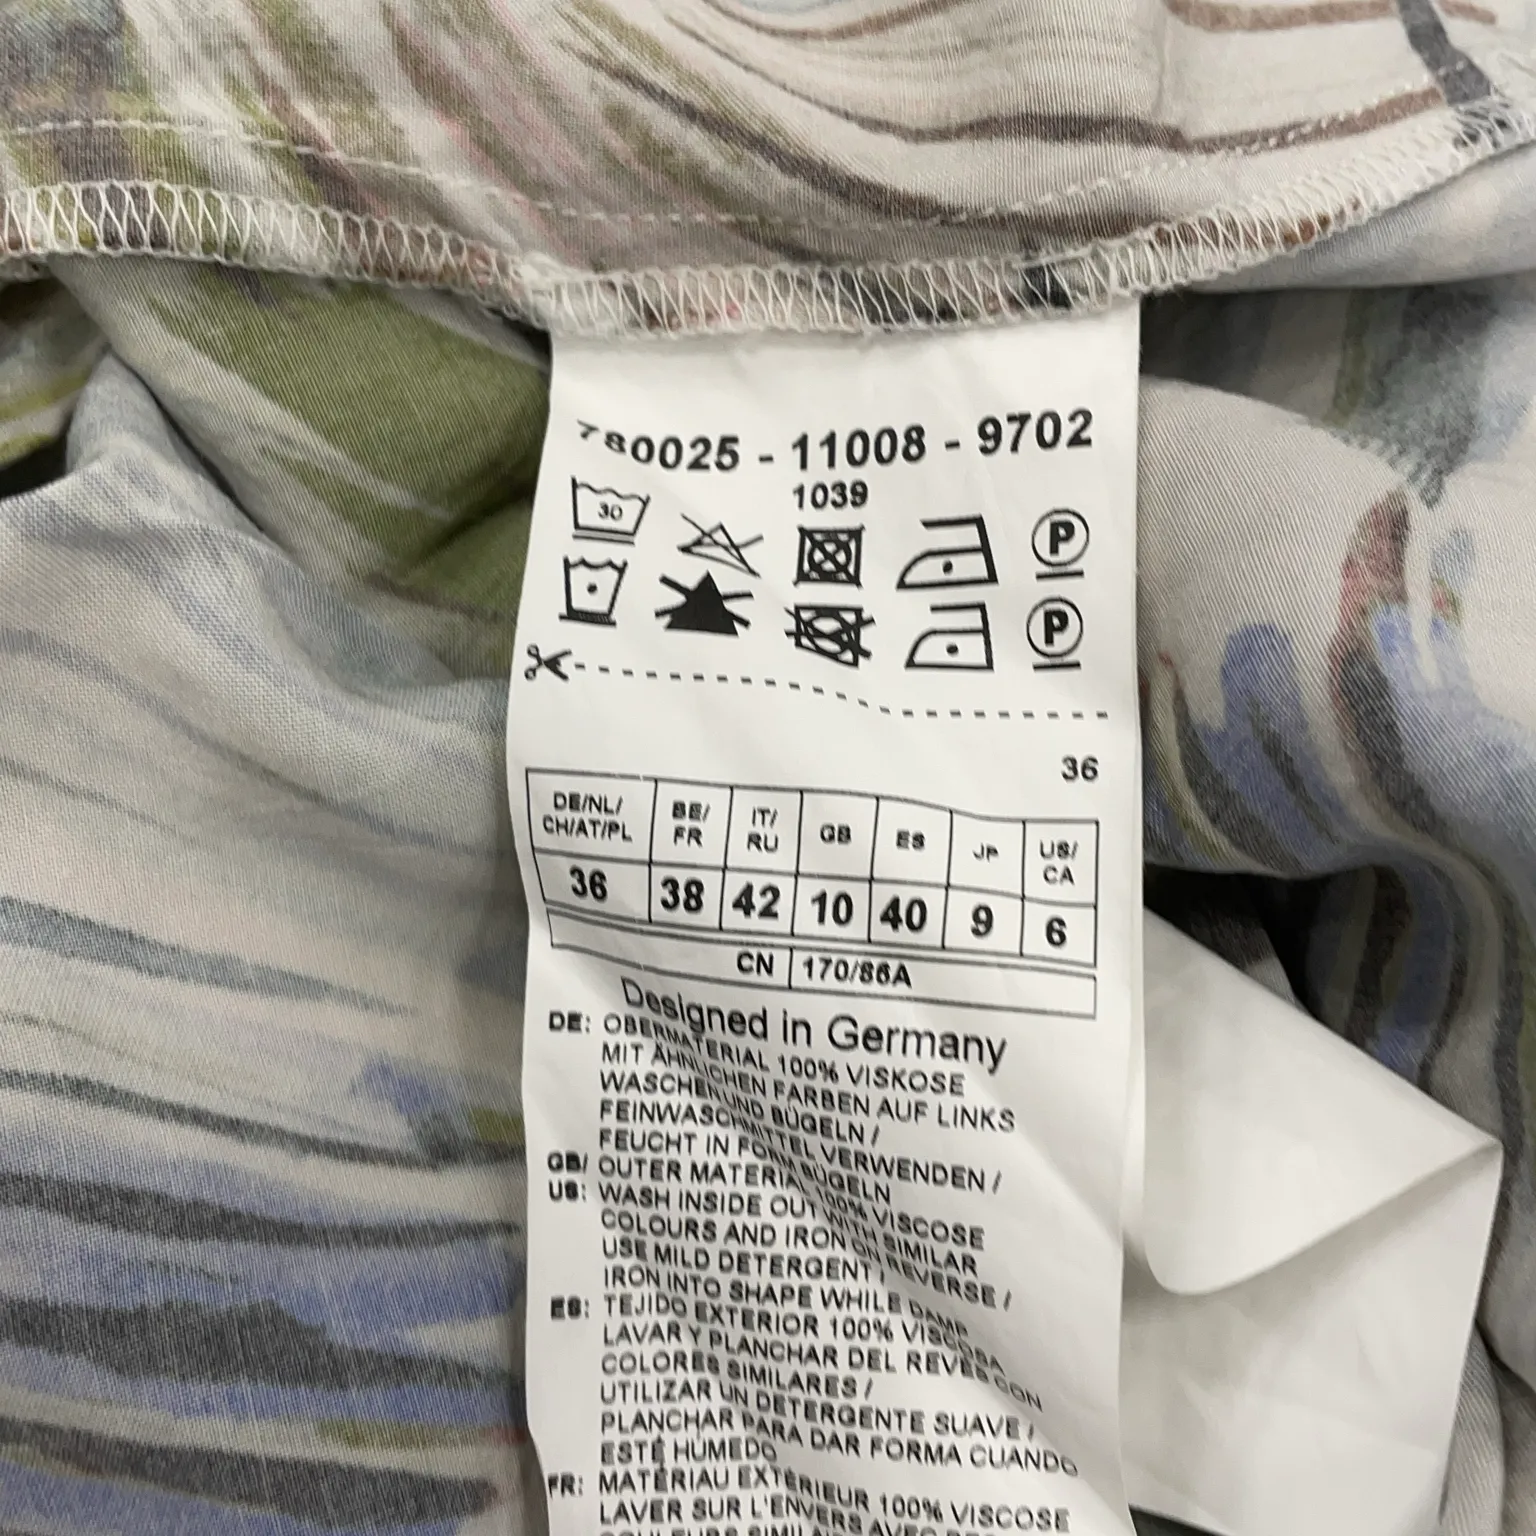 780025 - 11008 - 9702
1039
30
P
P
36
DE/NL/ CH/AT/PL BE/ FR IT/ RU GB ES JP US/ CA
36 38 42 10 40 9 6
CN 170/86A
Designed in Germany
DE: OBERMATERIAL 100% VISKOSE
MIT ÄHNLICHEN FARBEN AUF LINKS
WASCHEN UND BÜGELN /
FEINWASCHMITTEL VERWENDEN /
FEUCHT IN FORM BÜGELN
GB/ OUTER MATERIAL 100% VISCOSE
US: WASH INSIDE OUT WITH SIMILAR
COLOURS AND IRON ON REVERSE /
USE MILD DETERGENT /
IRON INTO SHAPE WHILE DAMP
ES: TEJIDO EXTERIOR 100% VISCOSA
LAVAR Y PLANCHAR DEL REVÉS CON
COLORES SIMILARES /
UTILIZAR UN DETERGENTE SUAVE /
PLANCHAR PARA DAR FORMA CUANDO
ESTÉ HÚMEDO
FR: MATÉRIAU EXTÉRIEUR 100% VISCOSE
LAVER SUR L'ENVERS AVEC